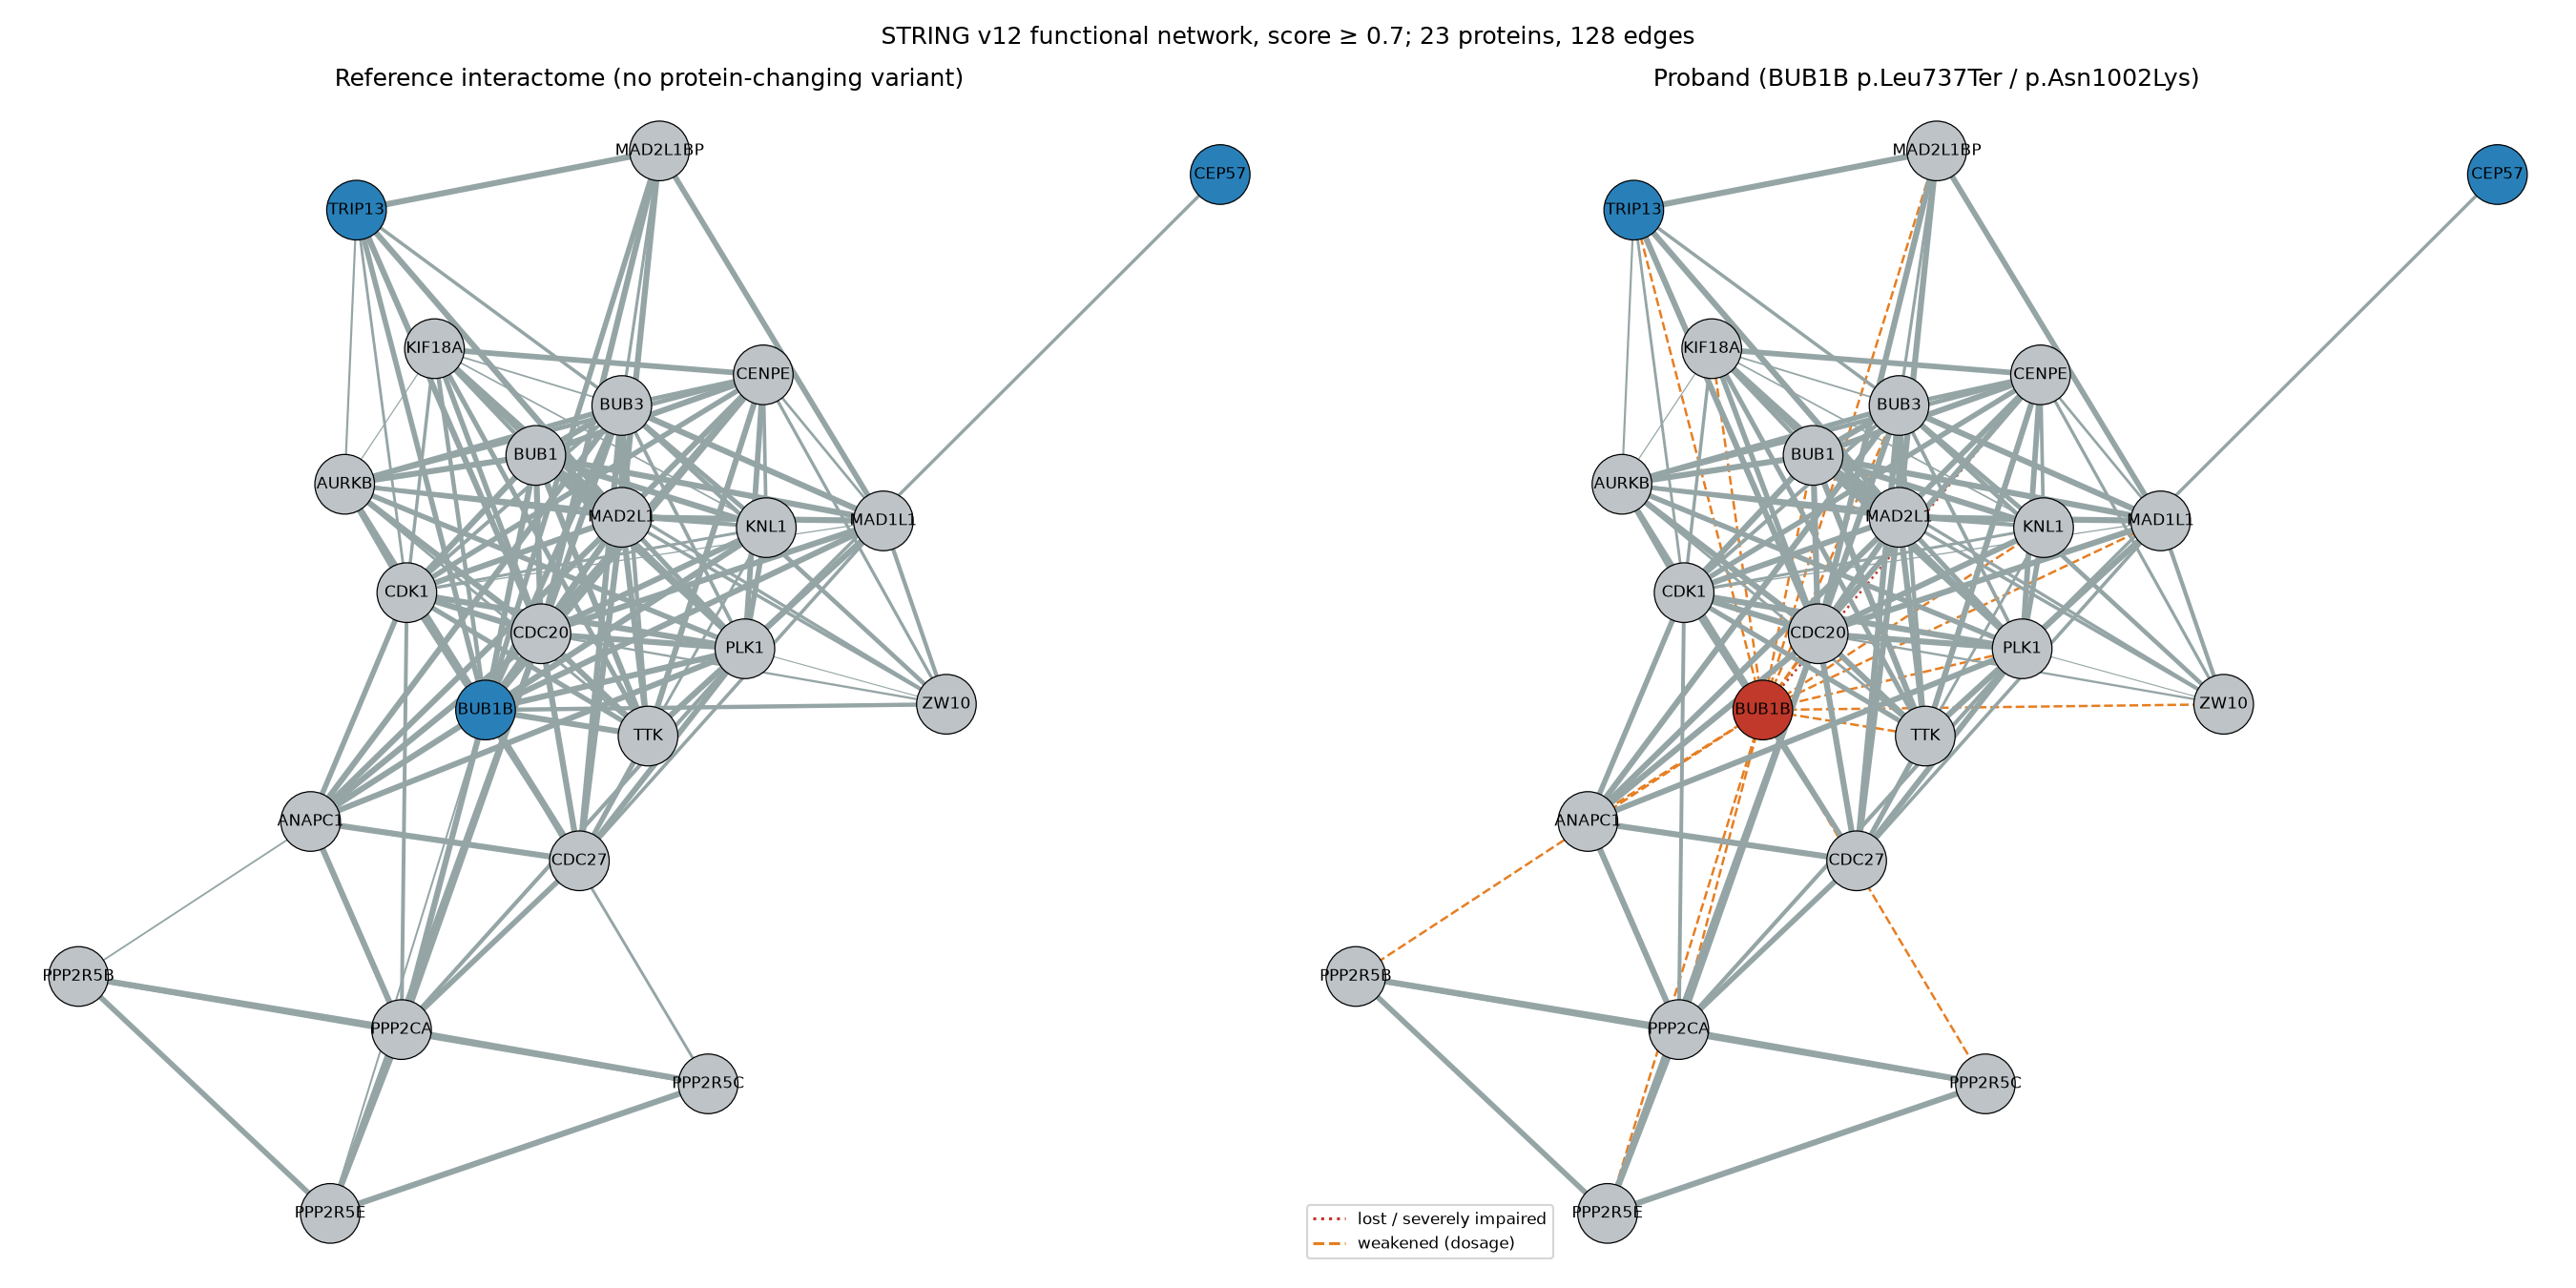 STRING v12 functional network, score ≥ 0.7; 23 proteins, 128 edges
Reference interactome (no protein-changing variant)
MAD2L1BP
CEP57
TRIP13
KIF18A
CENPE
BUB3
BUB1
AURKB
MAD2L1
KNL1
MAD1L1
CDK1
CDC20
PLK1
BUB1B
ZW10
TTK
ANAPC1
CDC27
PPP2R5B
PPP2CA
PPP2R5C
PPP2R5E
Proband (BUB1B p.Leu737Ter / p.Asn1002Lys)
MAD2L1BP
CEP57
TRIP13
KIF18A
CENPE
BUB3
BUB1
AURKB
MAD2L1
KNL1
MAD1L1
CDK1
CDC20
PLK1
BUB1B
ZW10
TTK
ANAPC1
CDC27
PPP2R5B
PPP2CA
PPP2R5C
PPP2R5E
lost / severely impaired
weakened (dosage)